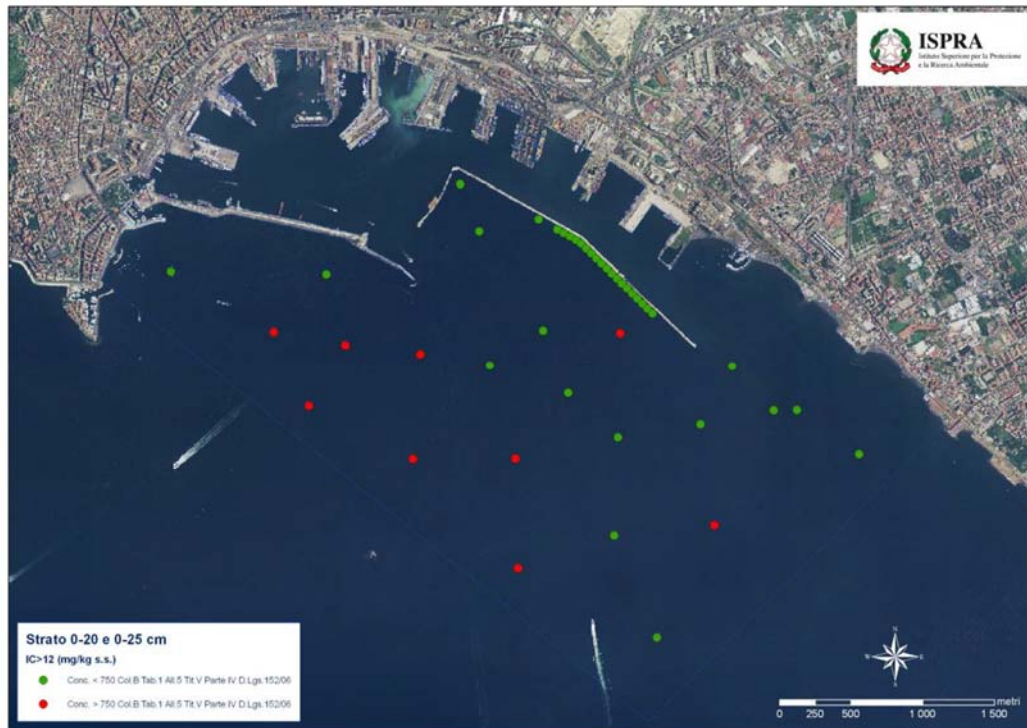 ISPRA
Istituto Superiore per la Protezione
e la Ricerca Ambientale
Strato 0-20 e 0-25 cm
IC>12 (mg/kg s.s.)
Conc. < 750 Col.B Tab.1 All.5 Tit.V Parte IV D.Lgs.152/06
Conc. > 750 Col.B Tab.1 All.5 Tit.V Parte IV D.Lgs.152/06
N
W E
S
metri
0 250 500 1 000 1 500